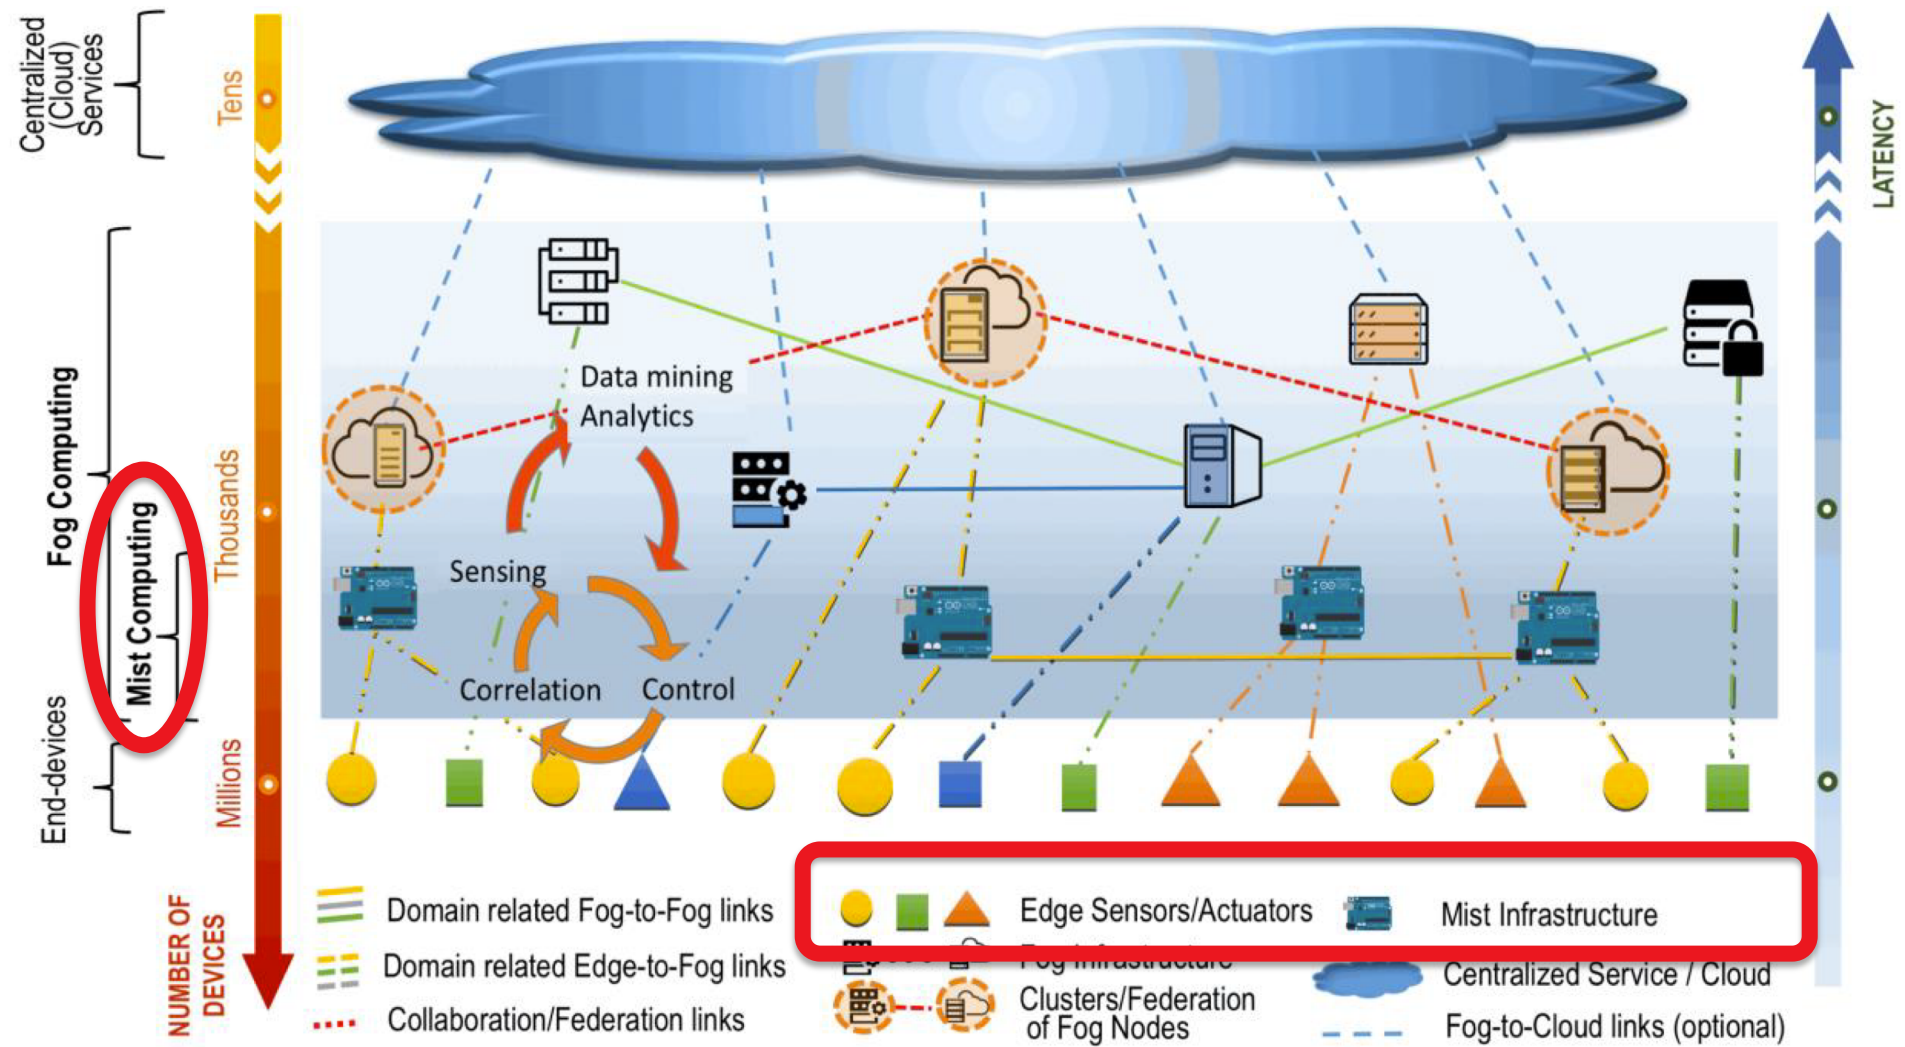 Centralized
(Cloud)
Services
Tens
LATENCY
Fog Computing
Mist Computing
Thousands
End-devices
Millions
NUMBER OF
DEVICES
Data mining
Analytics
Sensing
Correlation
Control
Domain related Fog-to-Fog links
Domain related Edge-to-Fog links
Collaboration/Federation links
Edge Sensors/Actuators
Mist Infrastructure
Fog Infrastructure
Centralized Service / Cloud
Clusters/Federation
of Fog Nodes
Fog-to-Cloud links (optional)